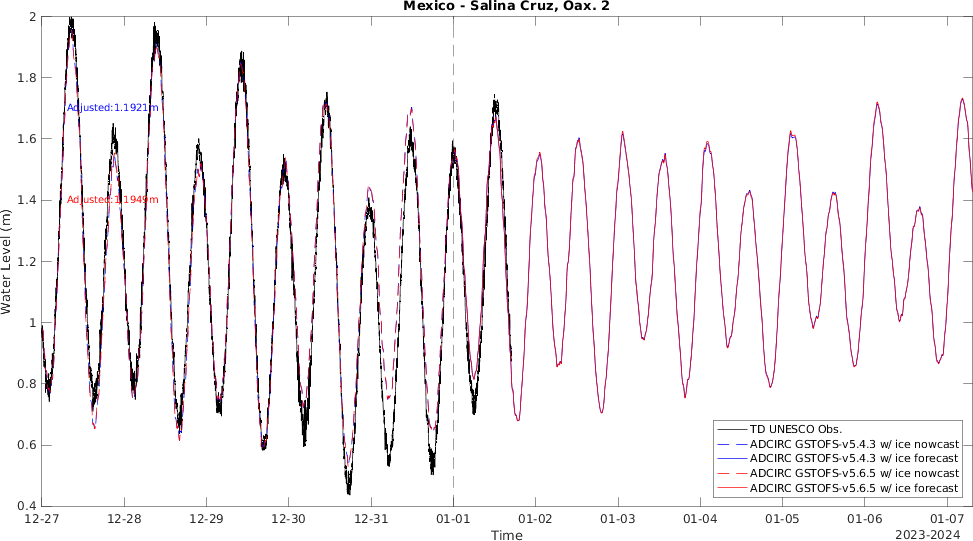 Mexico - Salina Cruz, Oax. 2
Water Level (m)
2
1.8
1.6
1.4
1.2
1
0.8
0.6
0.4
Adjusted:1.1921m
Adjusted:1.1949m
TD UNESCO Obs.
ADCIRC GSTOFS-v5.4.3 w/ ice nowcast
ADCIRC GSTOFS-v5.4.3 w/ ice forecast
ADCIRC GSTOFS-v5.6.5 w/ ice nowcast
ADCIRC GSTOFS-v5.6.5 w/ ice forecast
12-27 12-28 12-29 12-30 12-31 01-01 01-02 01-03 01-04 01-05 01-06 01-07
Time
2023-2024